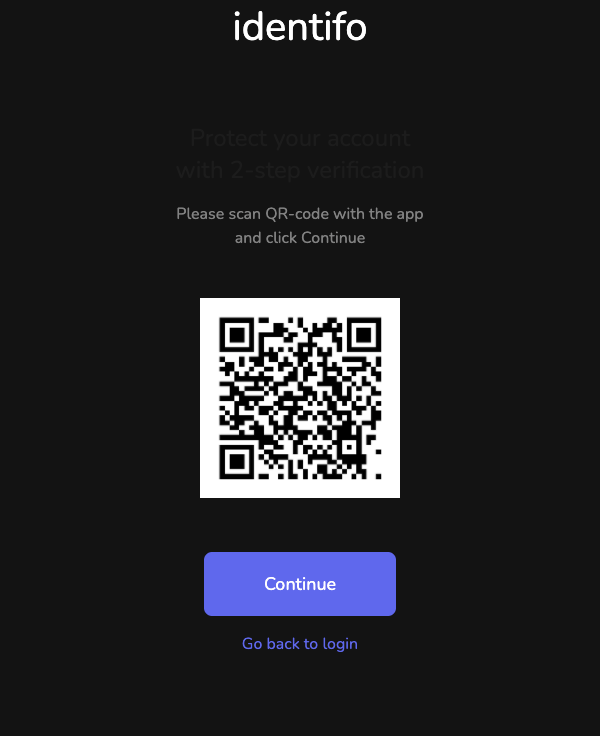 identifo
Protect your account
with 2-step verification
Please scan QR-code with the app
and click Continue
Continue
Go back to login